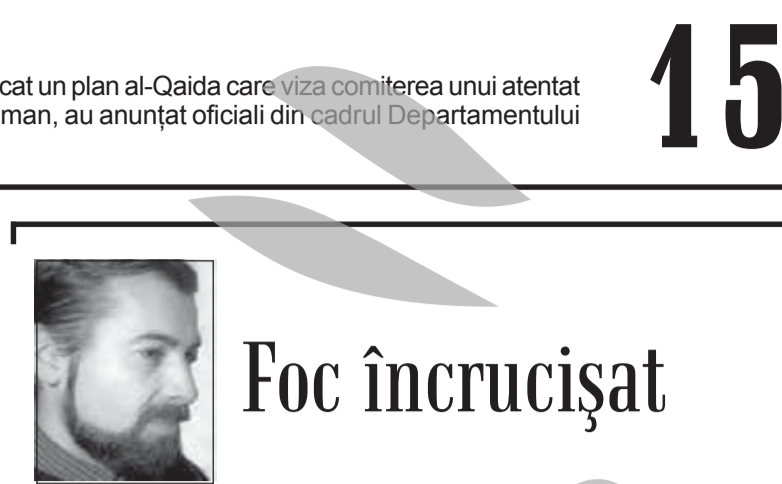 cat un plan al-Qaida care viza comiterea unui atentat
man, au anunțat oficiali din cadrul Departamentului
15
Foc încrucişat